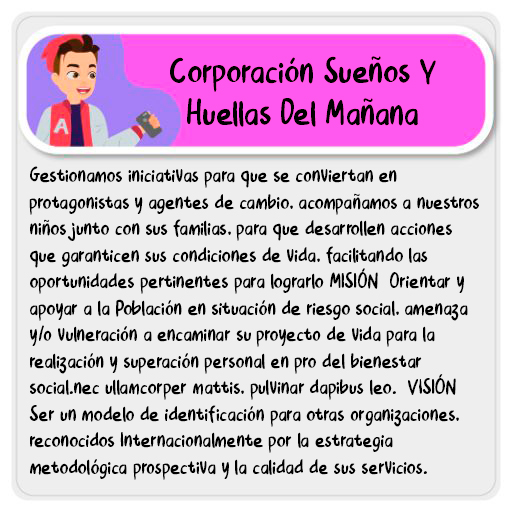 Corporación Sueños Y
Huellas Del Mañana
A
Gestionamos iniciativas para que se conviertan en
protagonistas y agentes de cambio. acompañamos a nuestros
niños junto con sus familias. para que desarrollen acciones
que garanticen sus condiciones de vida. facilitando las
oportunidades pertinentes para lograrlo MISIÓN Orientar y
apoyar a la Población en situación de riesgo social. amenaza
y/o vulneración a encaminar su proyecto de vida para la
realización y superación personal en pro del bienestar
social.nec ullamcorper mattis. pulvinar dapibus leo. VISIÓN
Ser un modelo de identificación para otras organizaciones.
reconocidos Internacionalmente por la estrategia
metodológica prospectiva y la calidad de sus servicios.